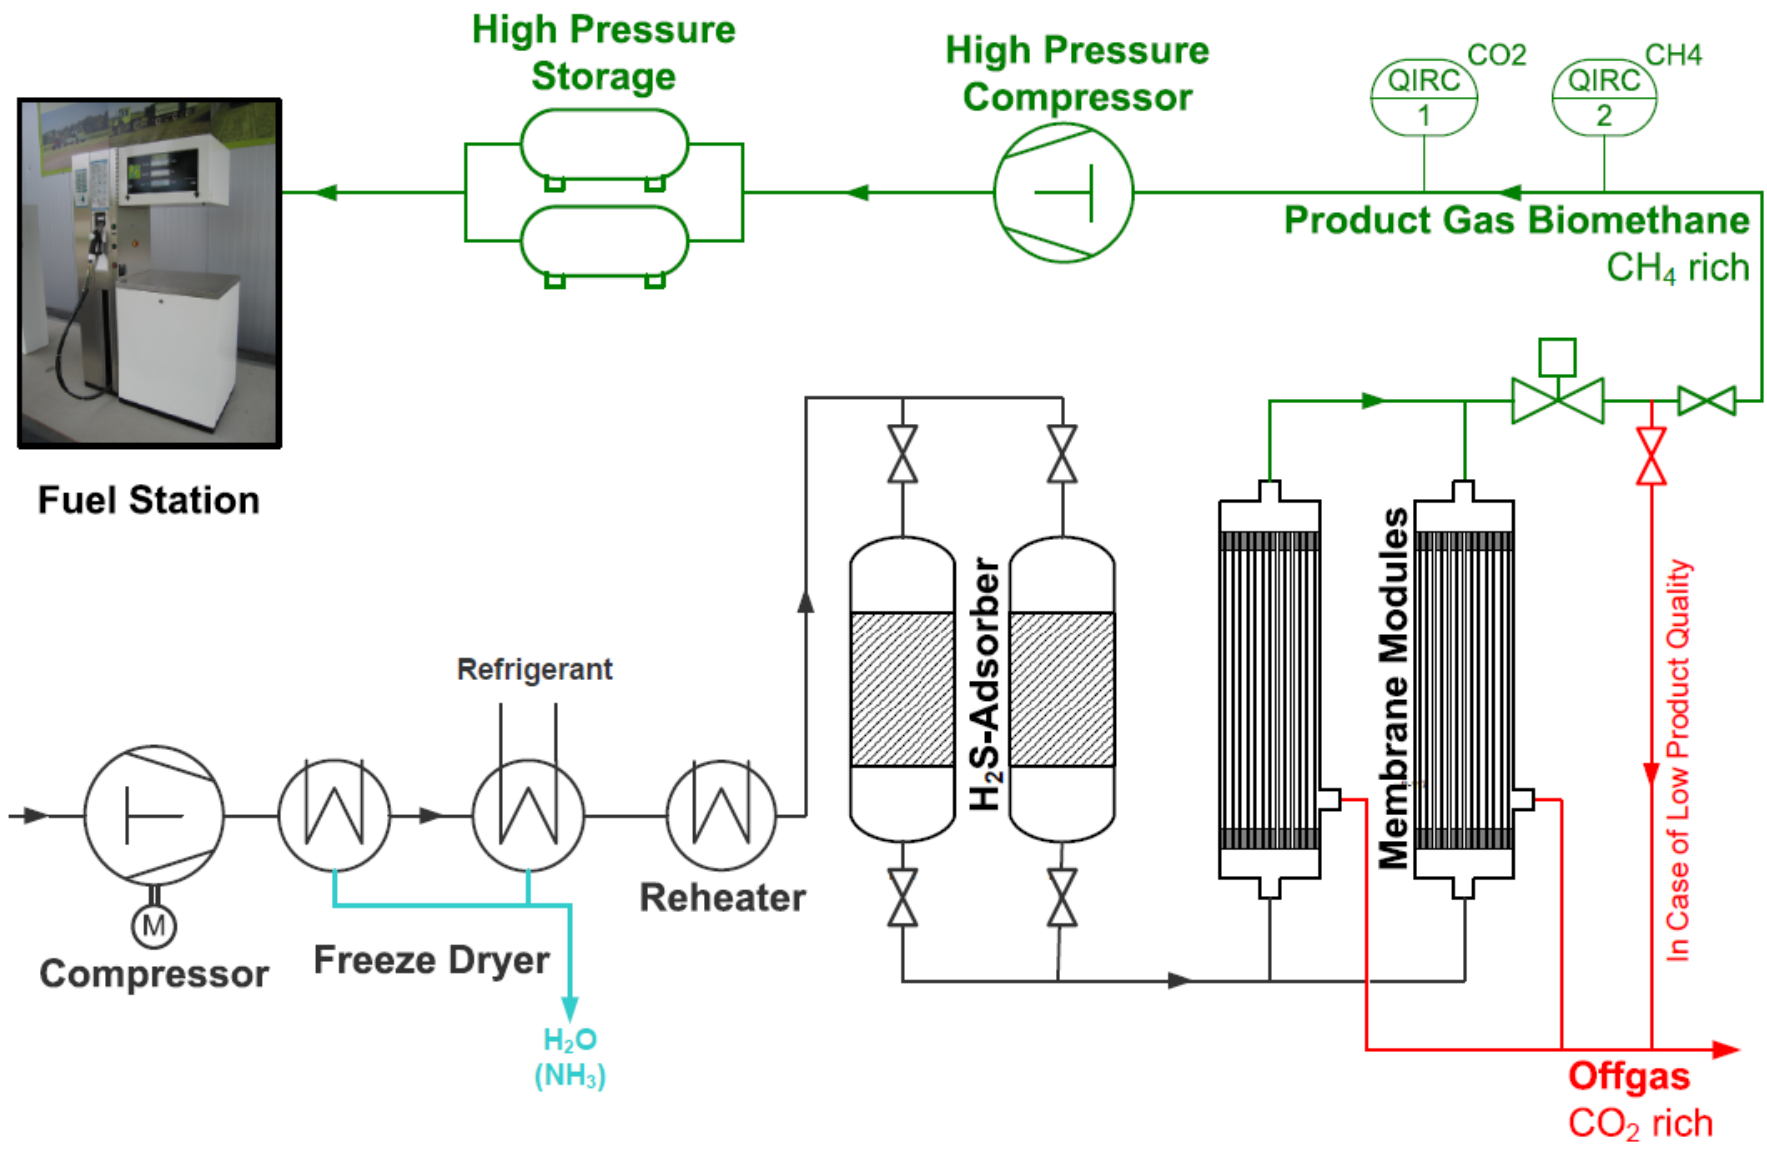 High Pressure
Storage
High Pressure
Compressor
QIRC
1
CO2
QIRC
2
CH4
Product Gas Biomethane
CH₄ rich
Fuel Station
Refrigerant
H₂S-Adsorber
Membrane Modules
In Case of Low Product Quality
M
Compressor
Freeze Dryer
Reheater
H₂O
(NH₃)
Offgas
CO₂ rich